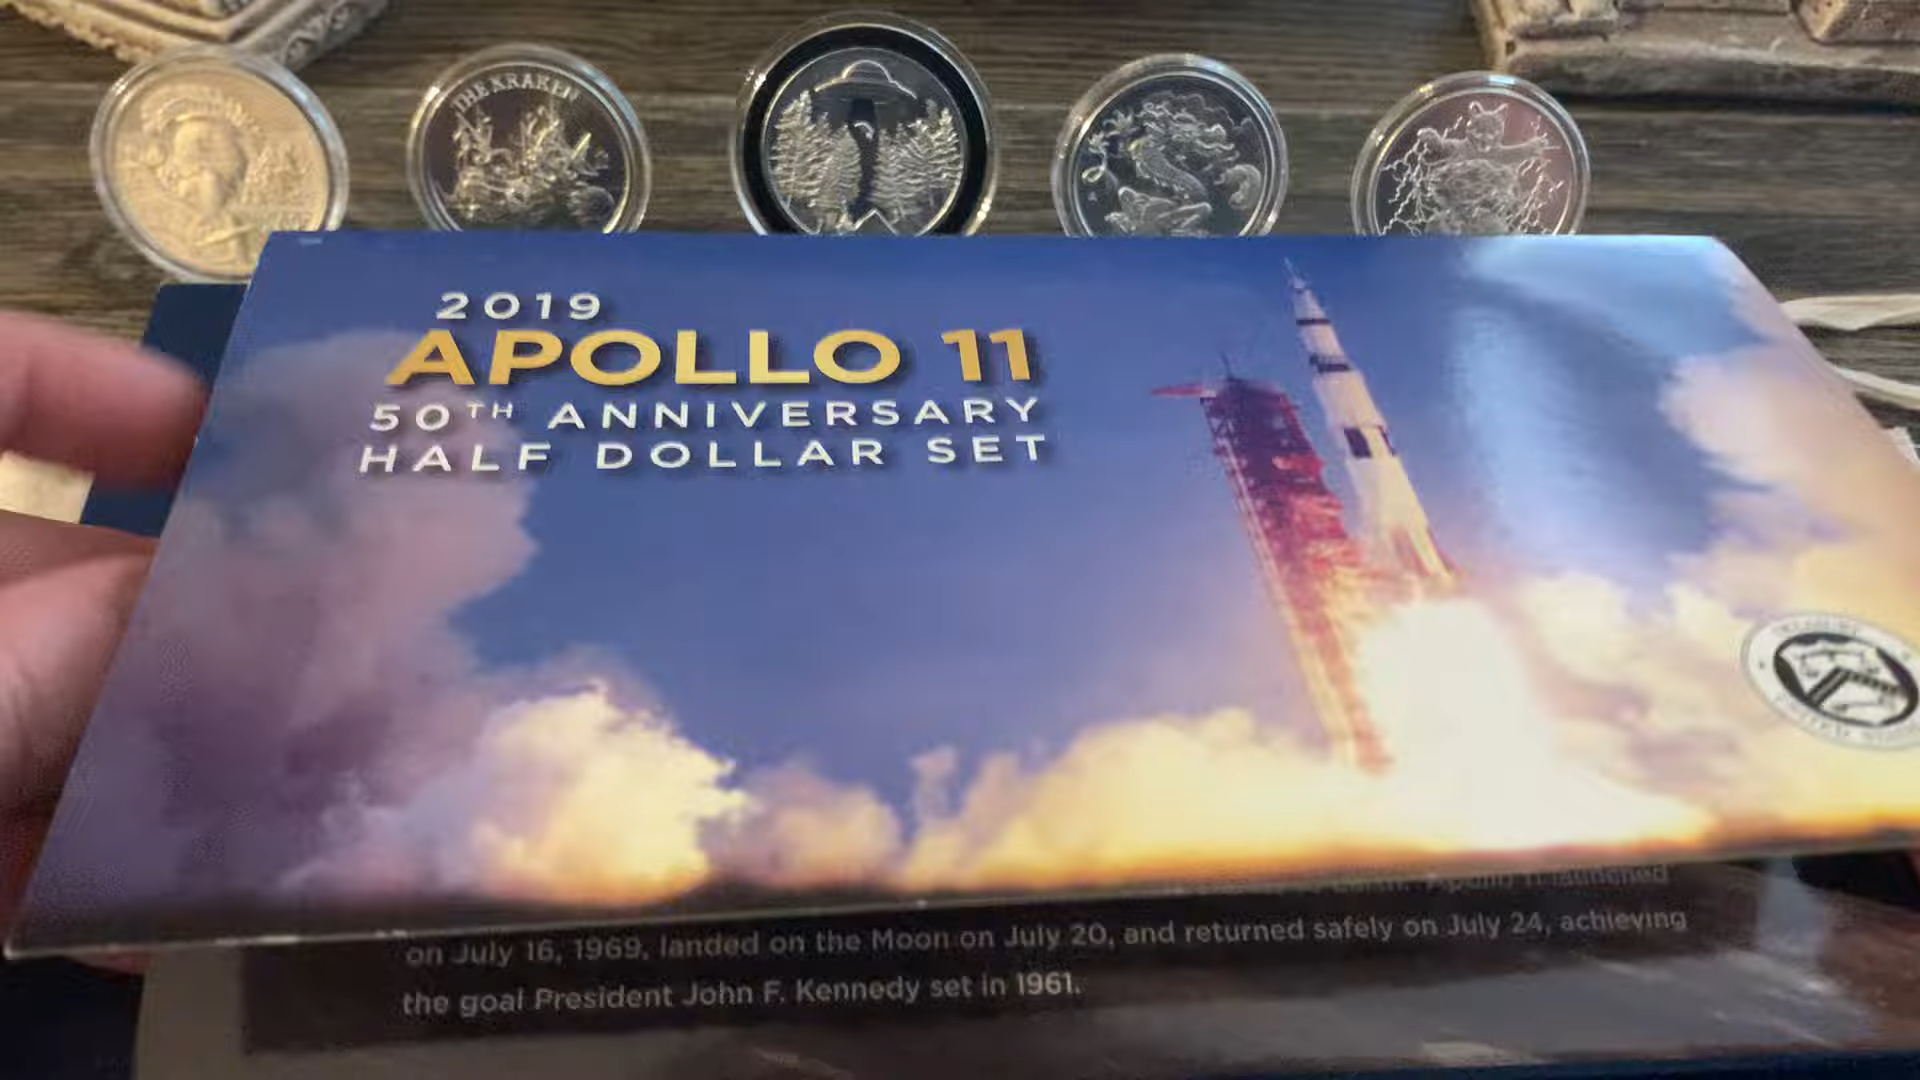 THE KRAKEN
2019
APOLLO 11
50TH ANNIVERSARY
HALF DOLLAR SET
on July 16, 1969, landed on the Moon on July 20, and returned safely on July 24, achieving
the goal President John F. Kennedy set in 1961.